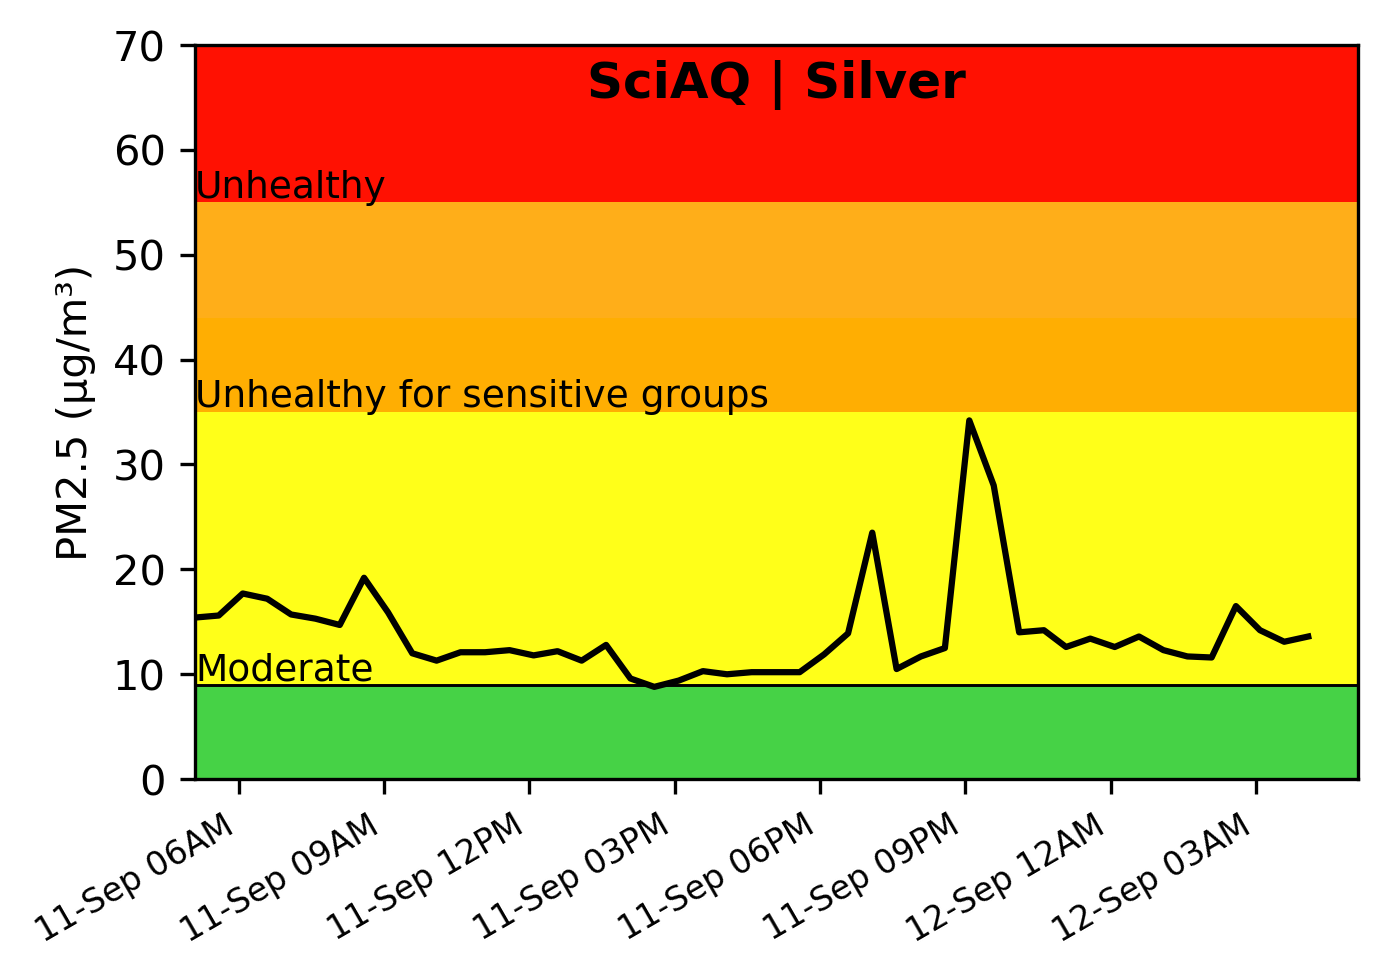 SciAQ | Silver
PM2.5 (µg/m³)
70
60
50
40
30
20
10
0
Unhealthy
Unhealthy for sensitive groups
Moderate
11-Sep 06AM
11-Sep 09AM
11-Sep 12PM
11-Sep 03PM
11-Sep 06PM
11-Sep 09PM
12-Sep 12AM
12-Sep 03AM